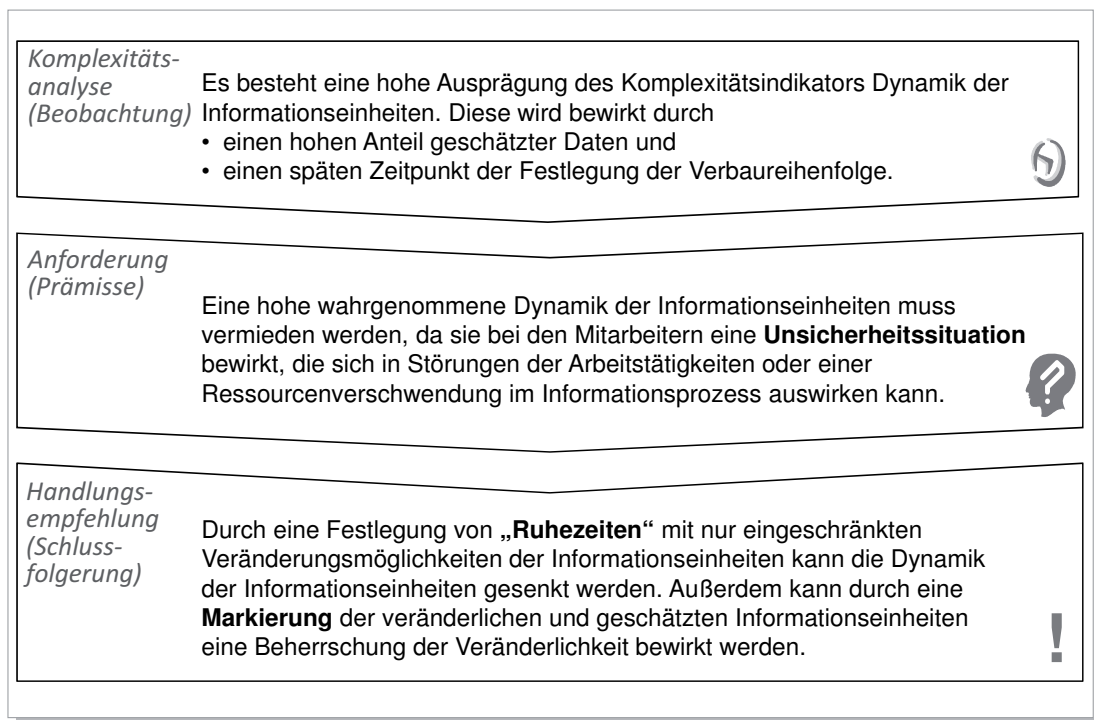 Komplexitäts-
analyse
(Beobachtung)
Es besteht eine hohe Ausprägung des Komplexitätsindikators Dynamik der
Informationseinheiten. Diese wird bewirkt durch
• einen hohen Anteil geschätzter Daten und
• einen späten Zeitpunkt der Festlegung der Verbaureihenfolge.
Anforderung
(Prämisse)
Eine hohe wahrgenommene Dynamik der Informationseinheiten muss
vermieden werden, da sie bei den Mitarbeitern eine Unsicherheitssituation
bewirkt, die sich in Störungen der Arbeitstätigkeiten oder einer
Ressourcenverschwendung im Informationsprozess auswirken kann.
?
Handlungs-
empfehlung
(Schluss-
folgerung)
Durch eine Festlegung von „Ruhezeiten“ mit nur eingeschränkten
Veränderungsmöglichkeiten der Informationseinheiten kann die Dynamik
der Informationseinheiten gesenkt werden. Außerdem kann durch eine
Markierung der veränderlichen und geschätzten Informationseinheiten
eine Beherrschung der Veränderlichkeit bewirkt werden.
!